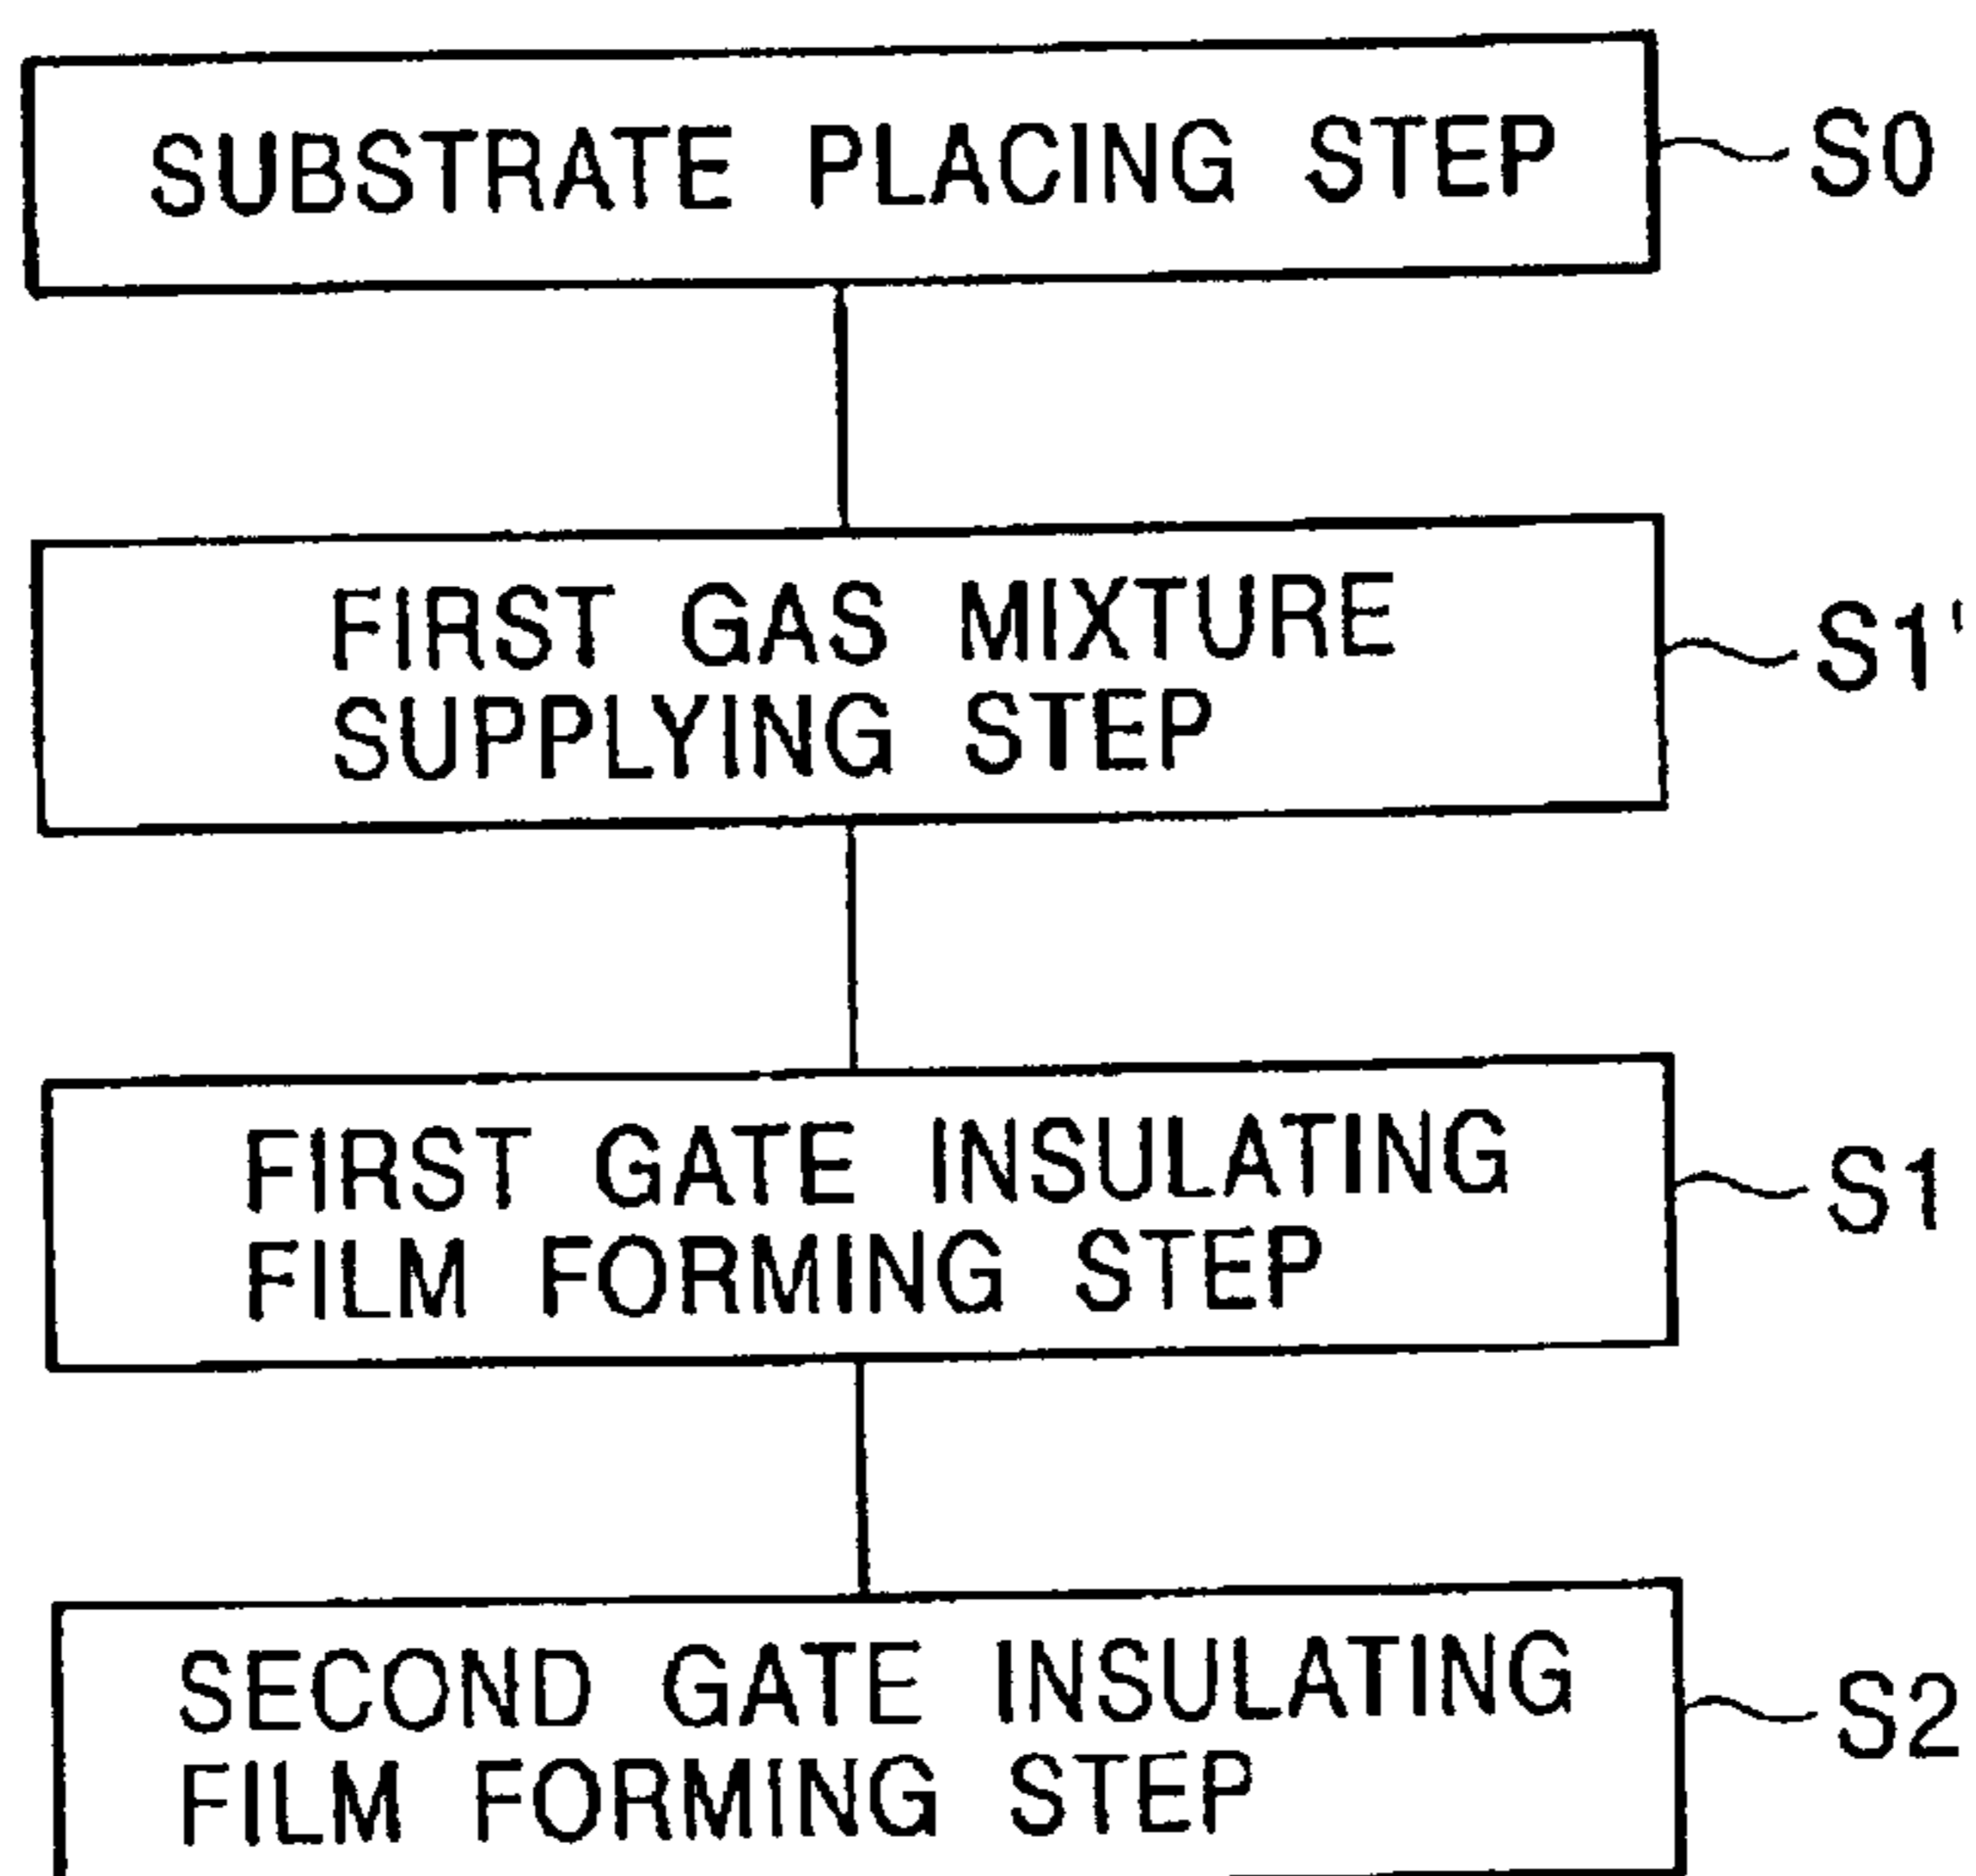 SUBSTRATE PLACING STEP
S0
FIRST GAS MIXTURE
SUPPLYING STEP
S1'
FIRST GATE INSULATING
FILM FORMING STEP
S1
SECOND GATE INSULATING
FILM FORMING STEP
S2